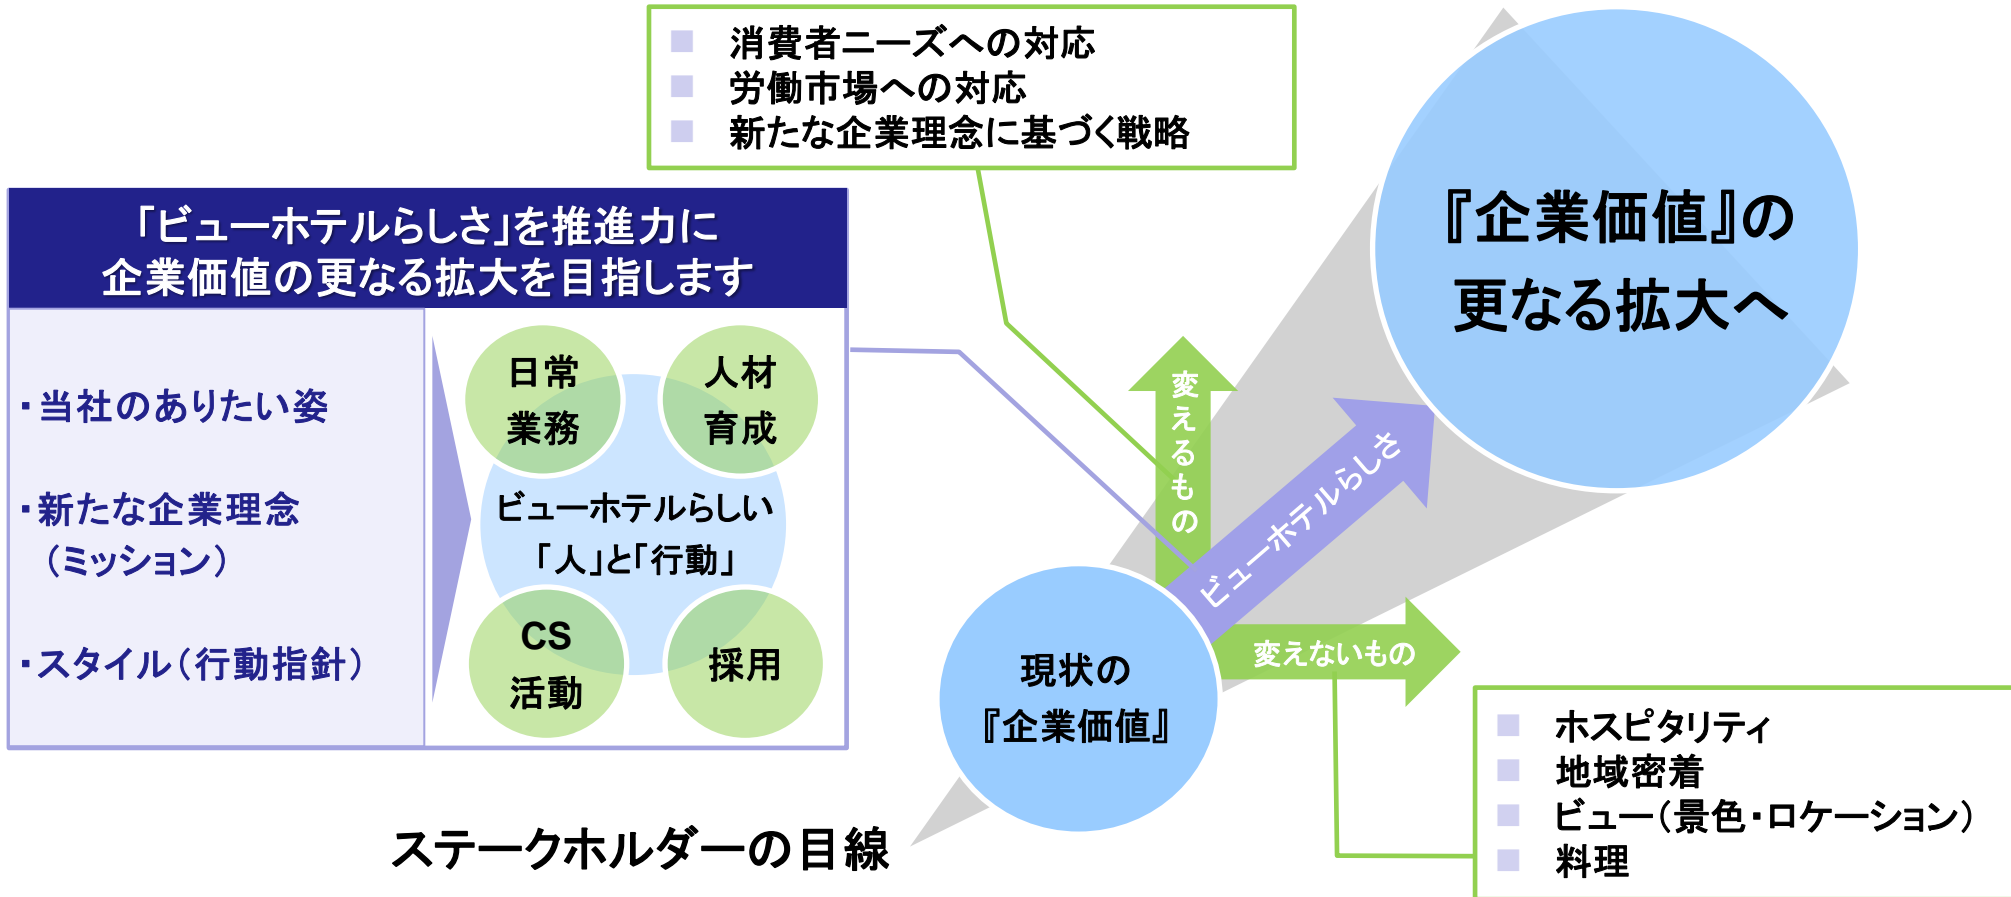 消費者ニーズへの対応
労働市場への対応
新たな企業理念に基づく戦略
『企業価値』の
更なる拡大へ
「ビューホテルらしさ」を推進力に
企業価値の更なる拡大を目指します
・当社のありたい姿
・新たな企業理念
（ミッション）
・スタイル（行動指針）
日常
業務
人材
育成
ビューホテルらしい
「人」と「行動」
CS
活動
採用
変えるもの
ビューホテルらしさ
変えないもの
現状の
『企業価値』
ホスピタリティ
地域密着
ビュー（景色・ロケーション）
料理
ステークホルダーの目線